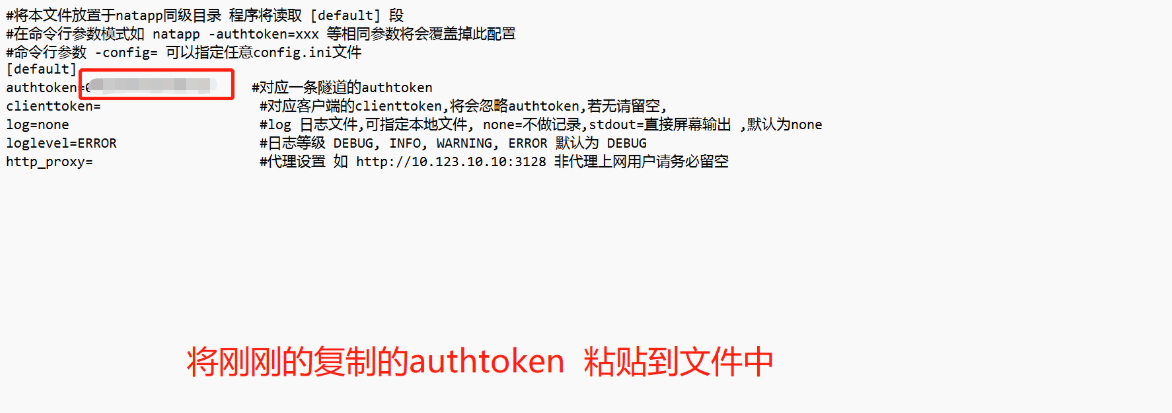 #将本文件放置于natapp同级目录 程序将读取 [default] 段
#在命令行参数模式如 natapp -authtoken=xxx 等相同参数将会覆盖掉此配置
#命令行参数 -config= 可以指定任意config.ini文件
[default]
authtoken= #对应一条隧道的authtoken
clienttoken= #对应客户端的clienttoken,将会忽略authtoken,若无请留空,
log=none #log 日志文件,可指定本地文件, none=不做记录,stdout=直接屏幕输出 ,默认为none
loglevel=ERROR #日志等级 DEBUG, INFO, WARNING, ERROR 默认为 DEBUG
http_proxy= #代理设置 如 http://10.123.10.10:3128 非代理上网用户请务必留空
将刚刚的复制的authtoken 粘贴到文件中